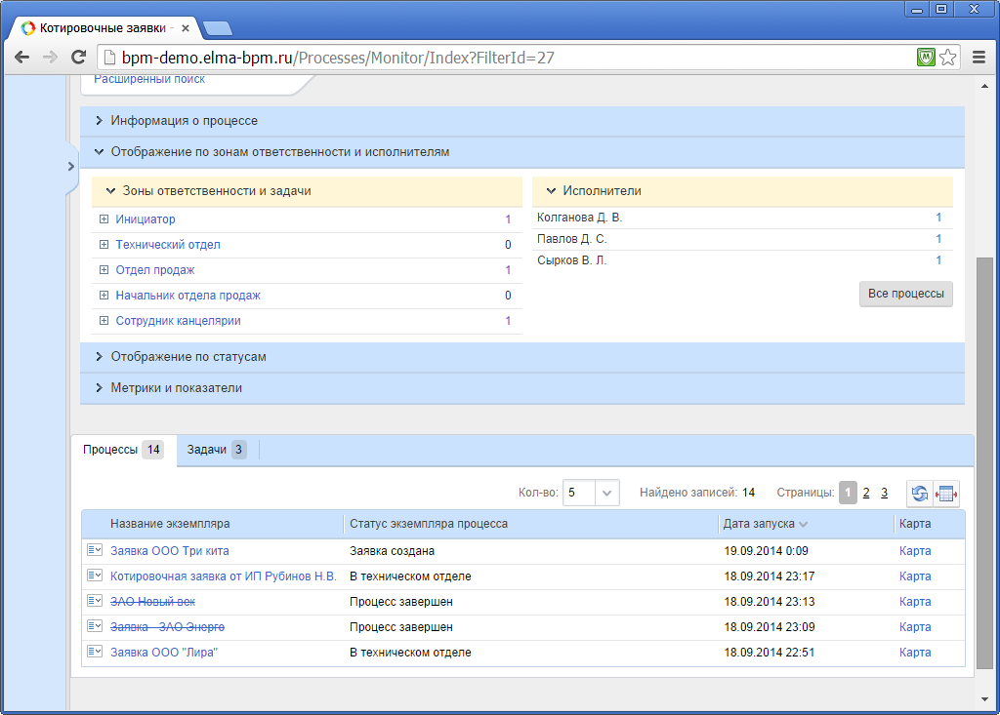 Котировочные заявки -
bpm-demo.elma-bpm.ru/Processes/Monitor/Index?FilterId=27
Расширенный поиск
Информация о процессе
Отображение по зонам ответственности и исполнителям
Зоны ответственности и задачи
Инициатор 1
Технический отдел 0
Отдел продаж 1
Начальник отдела продаж 0
Сотрудник канцелярии 1
Исполнители
Колганова Д. В. 1
Павлов Д. С. 1
Сырков В. Л. 1
Все процессы
Отображение по статусам
Метрики и показатели
Процессы 14 Задачи 3
Кол-во: 5 Найдено записей: 14 Страницы: 1 2 3
Название экземпляра Статус экземпляра процесса Дата запуска Карта
Заявка ООО Три кита Заявка создана 19.09.2014 0:09 Карта
Котировочная заявка от ИП Рубинов Н.В. В техническом отделе 18.09.2014 23:17 Карта
ЗАО Новый век Процесс завершен 18.09.2014 23:13 Карта
Заявка - ЗАО Энерго Процесс завершен 18.09.2014 23:09 Карта
Заявка ООО "Лира" В техническом отделе 18.09.2014 22:51 Карта